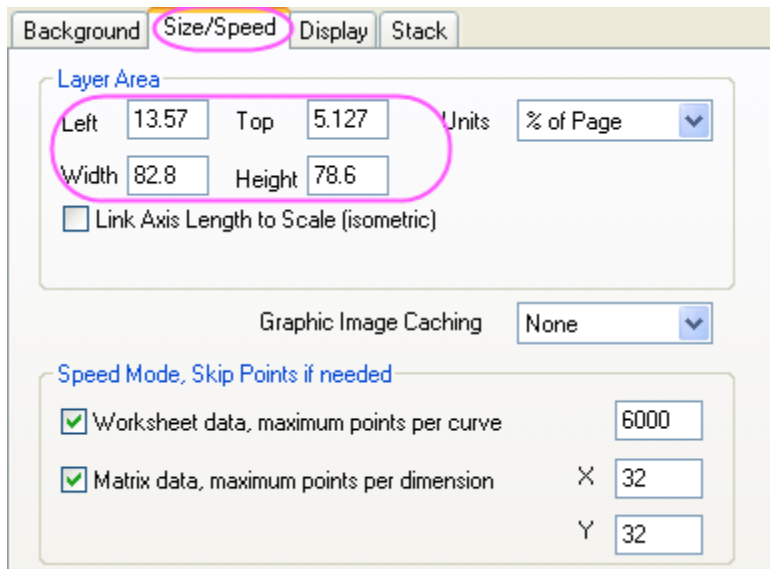 Background Size/Speed Display Stack
Layer Area
Left 13.57 Top 5.127 Units % of Page
Width 82.8 Height 78.6
Link Axis Length to Scale (isometric)
Graphic Image Caching None
Speed Mode, Skip Points if needed
Worksheet data, maximum points per curve 6000
Matrix data, maximum points per dimension X 32
Y 32